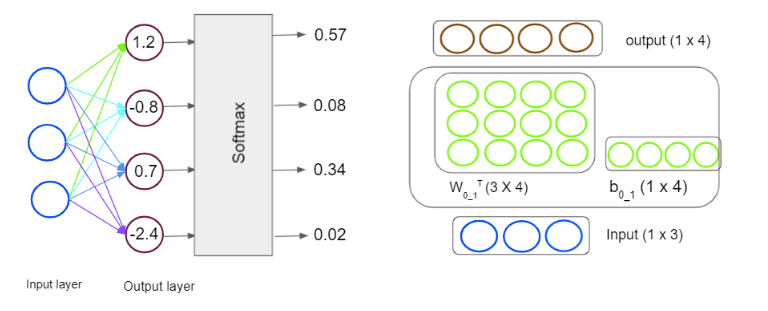 1.2
-0.8
0.7
-2.4
Softmax
0.57
0.08
0.34
0.02
Input layer
Output layer
output (1 x 4)
W0_1T (3 X 4)
b0_1 (1 x 4)
Input (1 x 3)